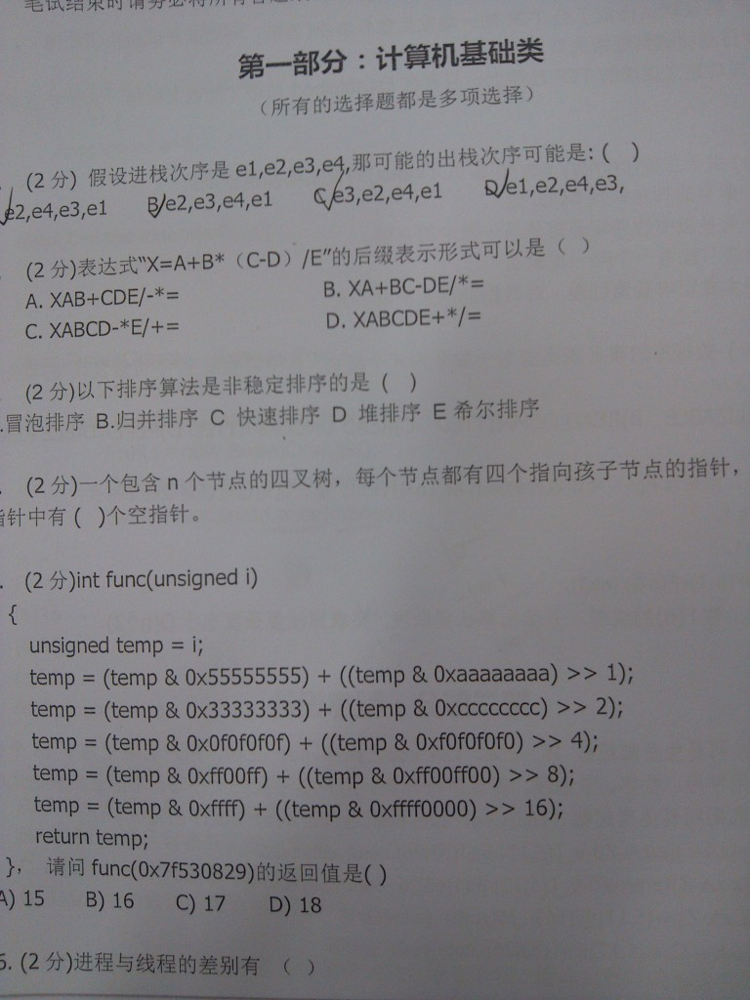 笔试结束时请务必将所有
第一部分：计算机基础类
（所有的选择题都是多项选择）
(2 分) 假设进栈次序是 e1,e2,e3,e4,那可能的出栈次序可能是: ( )
e2,e4,e3,e1 B e2,e3,e4,e1 C e3,e2,e4,e1 D e1,e2,e4,e3,
(2 分)表达式"X=A+B*（C-D）/E"的后缀表示形式可以是（ ）
A. XAB+CDE/-*= B. XA+BC-DE/*=
C. XABCD-*E/+= D. XABCDE+*/=
(2 分)以下排序算法是非稳定排序的是 ( )
.冒泡排序 B.归并排序 C 快速排序 D 堆排序 E 希尔排序
. (2 分)一个包含 n 个节点的四叉树，每个节点都有四个指向孩子节点的指针，
指针中有 ( )个空指针。
. (2 分)int func(unsigned i)
{
unsigned temp = i;
temp = (temp & 0x55555555) + ((temp & 0xaaaaaaaa) >> 1);
temp = (temp & 0x33333333) + ((temp & 0xcccccccc) >> 2);
temp = (temp & 0x0f0f0f0f) + ((temp & 0xf0f0f0f0) >> 4);
temp = (temp & 0xff00ff) + ((temp & 0xff00ff00) >> 8);
temp = (temp & 0xffff) + ((temp & 0xffff0000) >> 16);
return temp;
}， 请问 func(0x7f530829)的返回值是( )
A) 15 B) 16 C) 17 D) 18
6. (2 分)进程与线程的差别有 （ ）